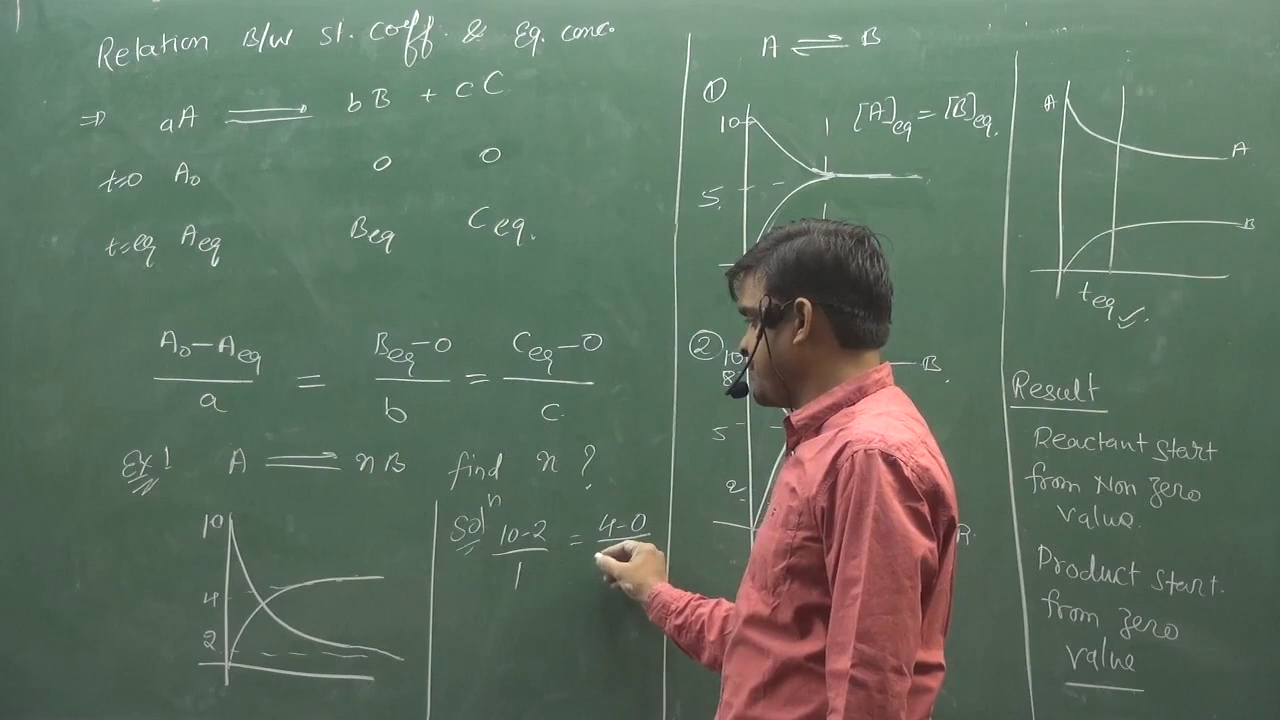 Relation B/w st. coeff. & Eq. conc.
⇒ aA ⇌ bB + cC
t=0 A₀ 0 0
t=eq Aeq Beq Ceq.
A₀-Aeq / a = Beq-0 / b = Ceq-0 / c
Ex! A ⇌ nB find n ?
10
4
2
Solⁿ 10-2 / 1 = 4-0
A ⇌ B
①
10
[A]eq = [B]eq.
5
②
10
8
5
2
B
A
A
B
teq ✓
Result
Reactant start
from Non Zero
value.
Product start.
from Zero
value